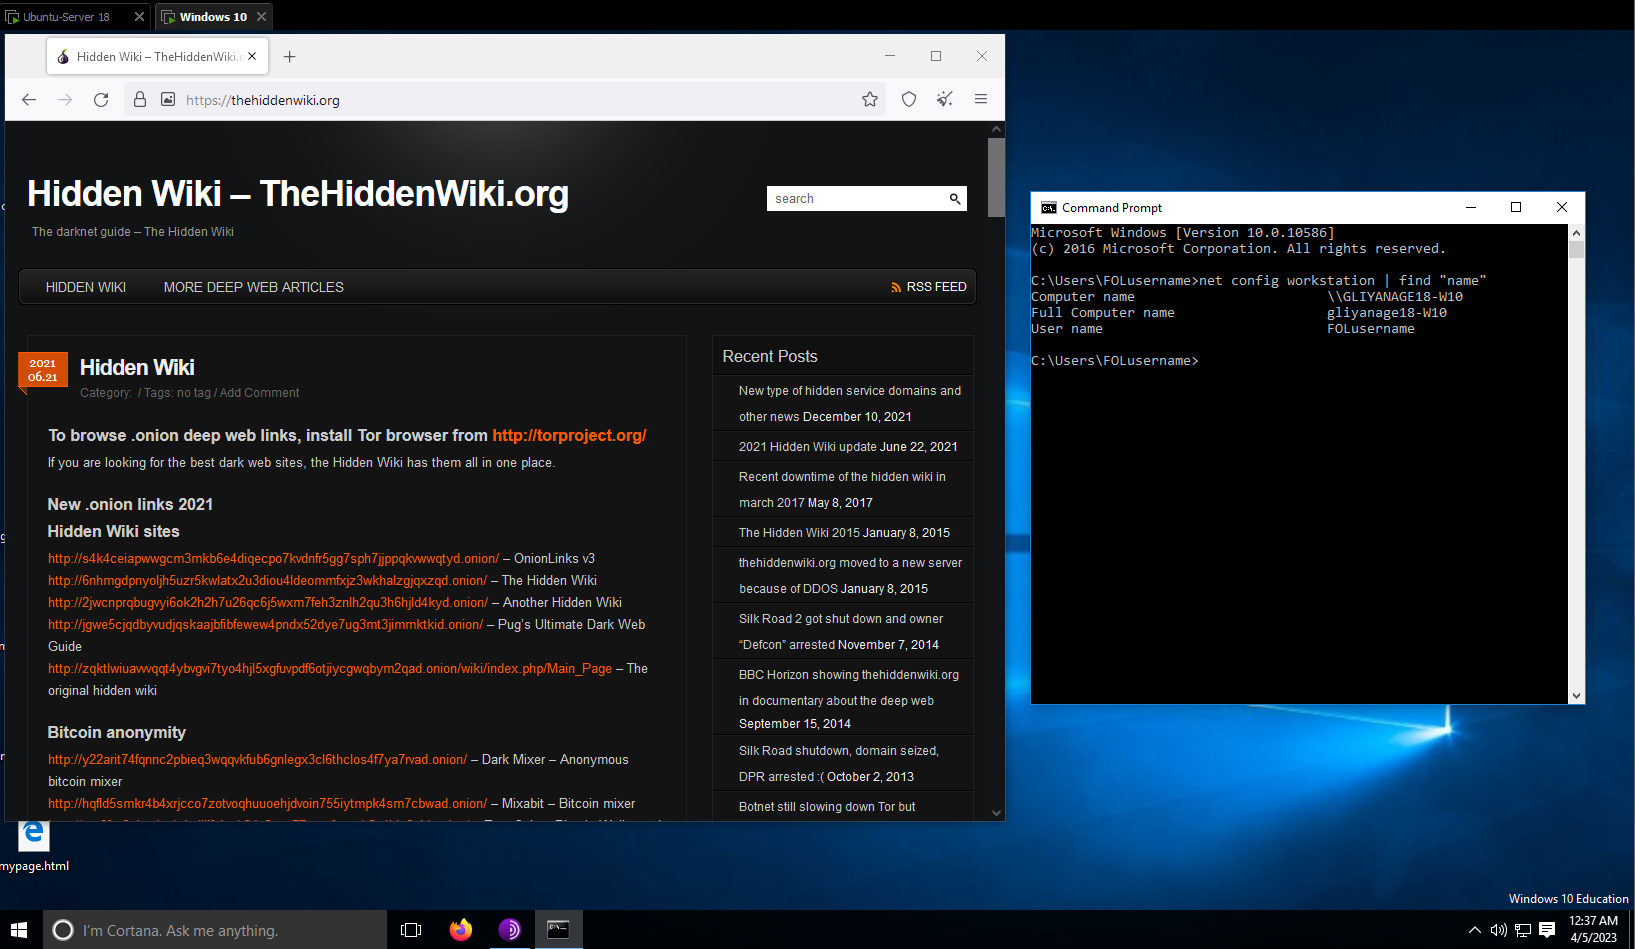 Ubuntu-Server 18
Windows 10
Hidden Wiki – TheHiddenWiki.o
https://thehiddenwiki.org
Hidden Wiki – TheHiddenWiki.org
search
The darknet guide – The Hidden Wiki
HIDDEN WIKI
MORE DEEP WEB ARTICLES
RSS FEED
2021
06.21
Hidden Wiki
Category: / Tags: no tag / Add Comment
To browse .onion deep web links, install Tor browser from http://torproject.org/
If you are looking for the best dark web sites, the Hidden Wiki has them all in one place.
New .onion links 2021
Hidden Wiki sites
http://s4k4ceiapwwgcm3mkb6e4diqecpo7kvdnfr5gg7sph7jjppqkvwwqtyd.onion/ – OnionLinks v3
http://6nhmgdpnyoljh5uzr5kwlatx2u3diou4ldeommfxjz3wkhalzgjqxzqd.onion/ – The Hidden Wiki
http://2jwcnprqbugvyi6ok2h2h7u26qc6j5wxm7feh3znlh2qu3h6hjld4kyd.onion/ – Another Hidden Wiki
http://jgwe5cjqdbyvudjqskaajbfibfewew4pndx52dye7ug3mt3jimmktkid.onion/ – Pug's Ultimate Dark Web
Guide
http://zqktlwiuavvvqqt4ybvgvi7tyo4hjl5xgfuvpdf6otjiycgwqbym2qad.onion/wiki/index.php/Main_Page – The
original hidden wiki
Bitcoin anonymity
http://y22arit74fqnnc2pbieq3wqqvkfub6gnlegx3cl6thclos4f7ya7rvad.onion/ – Dark Mixer – Anonymous
bitcoin mixer
http://hqfld5smkr4b4xrjcco7zotvoqhuuoehjdvoin755iytmpk4sm7cbwad.onion/ – Mixabit – Bitcoin mixer
Recent Posts
New type of hidden service domains and
other news December 10, 2021
2021 Hidden Wiki update June 22, 2021
Recent downtime of the hidden wiki in
march 2017 May 8, 2017
The Hidden Wiki 2015 January 8, 2015
thehiddenwiki.org moved to a new server
because of DDOS January 8, 2015
Silk Road 2 got shut down and owner
“Defcon” arrested November 7, 2014
BBC Horizon showing thehiddenwiki.org
in documentary about the deep web
September 15, 2014
Silk Road shutdown, domain seized,
DPR arrested :( October 2, 2013
Botnet still slowing down Tor but
Command Prompt
Microsoft Windows [Version 10.0.10586]
(c) 2016 Microsoft Corporation. All rights reserved.
C:\Users\FOLusername>net config workstation | find "name"
Computer name \\GLIYANAGE18-W10
Full Computer name gliyanage18-W10
User name FOLusername
C:\Users\FOLusername>
mypage.html
Windows 10 Education
I'm Cortana. Ask me anything.
12:37 AM
4/5/2023